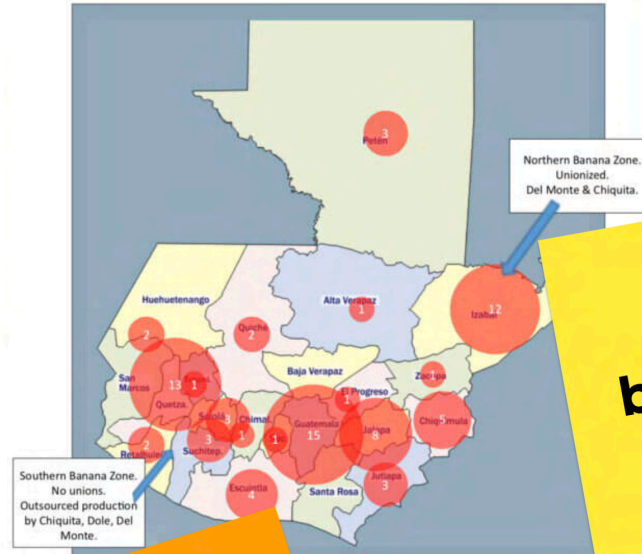 3
Petén
Northern Banana Zone.
Unionized.
Del Monte & Chiquita.
Huehuetenango
Alta Verapaz
1
12
Izabal
2
Quiché
2
San
Marcos
13
1
Quetza.
Baja Verapaz
El Progreso
1
Zacapa
1
Sololá
3
Chimal.
1
Guatemala
15
Jalapa
8
Chiquimula
5
2
Retalhuleu
3
Suchitep.
1
Escuintla
4
Santa Rosa
Jutiapa
3
Southern Banana Zone.
No unions.
Outsourced production
by Chiquita, Dole, Del
Monte.
b